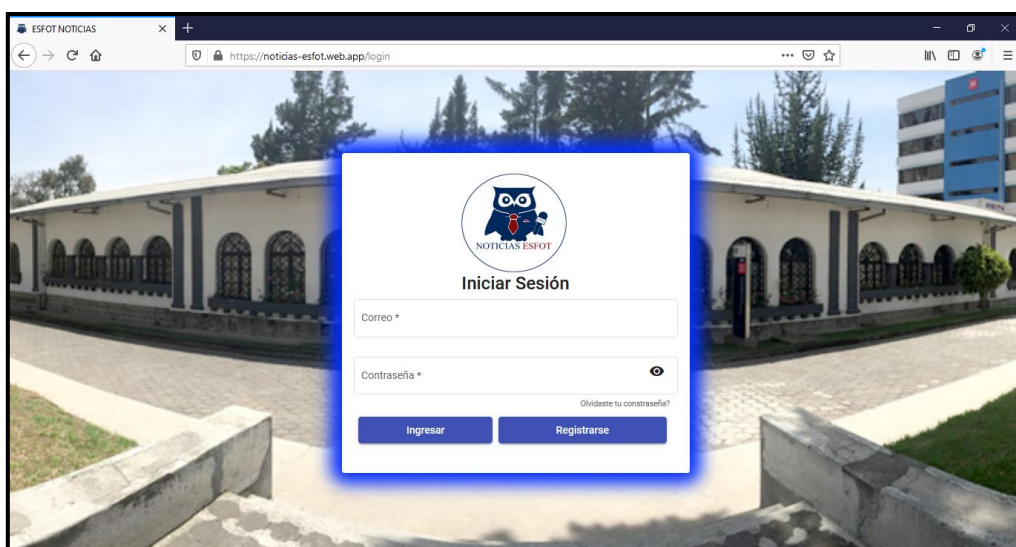 ESFOT NOTICIAS
https://noticias-esfot.web.app/login
NOTICIAS ESFOT
Iniciar Sesión
Correo *
Contraseña *
Olvidaste tu constraseña?
Ingresar
Registrarse